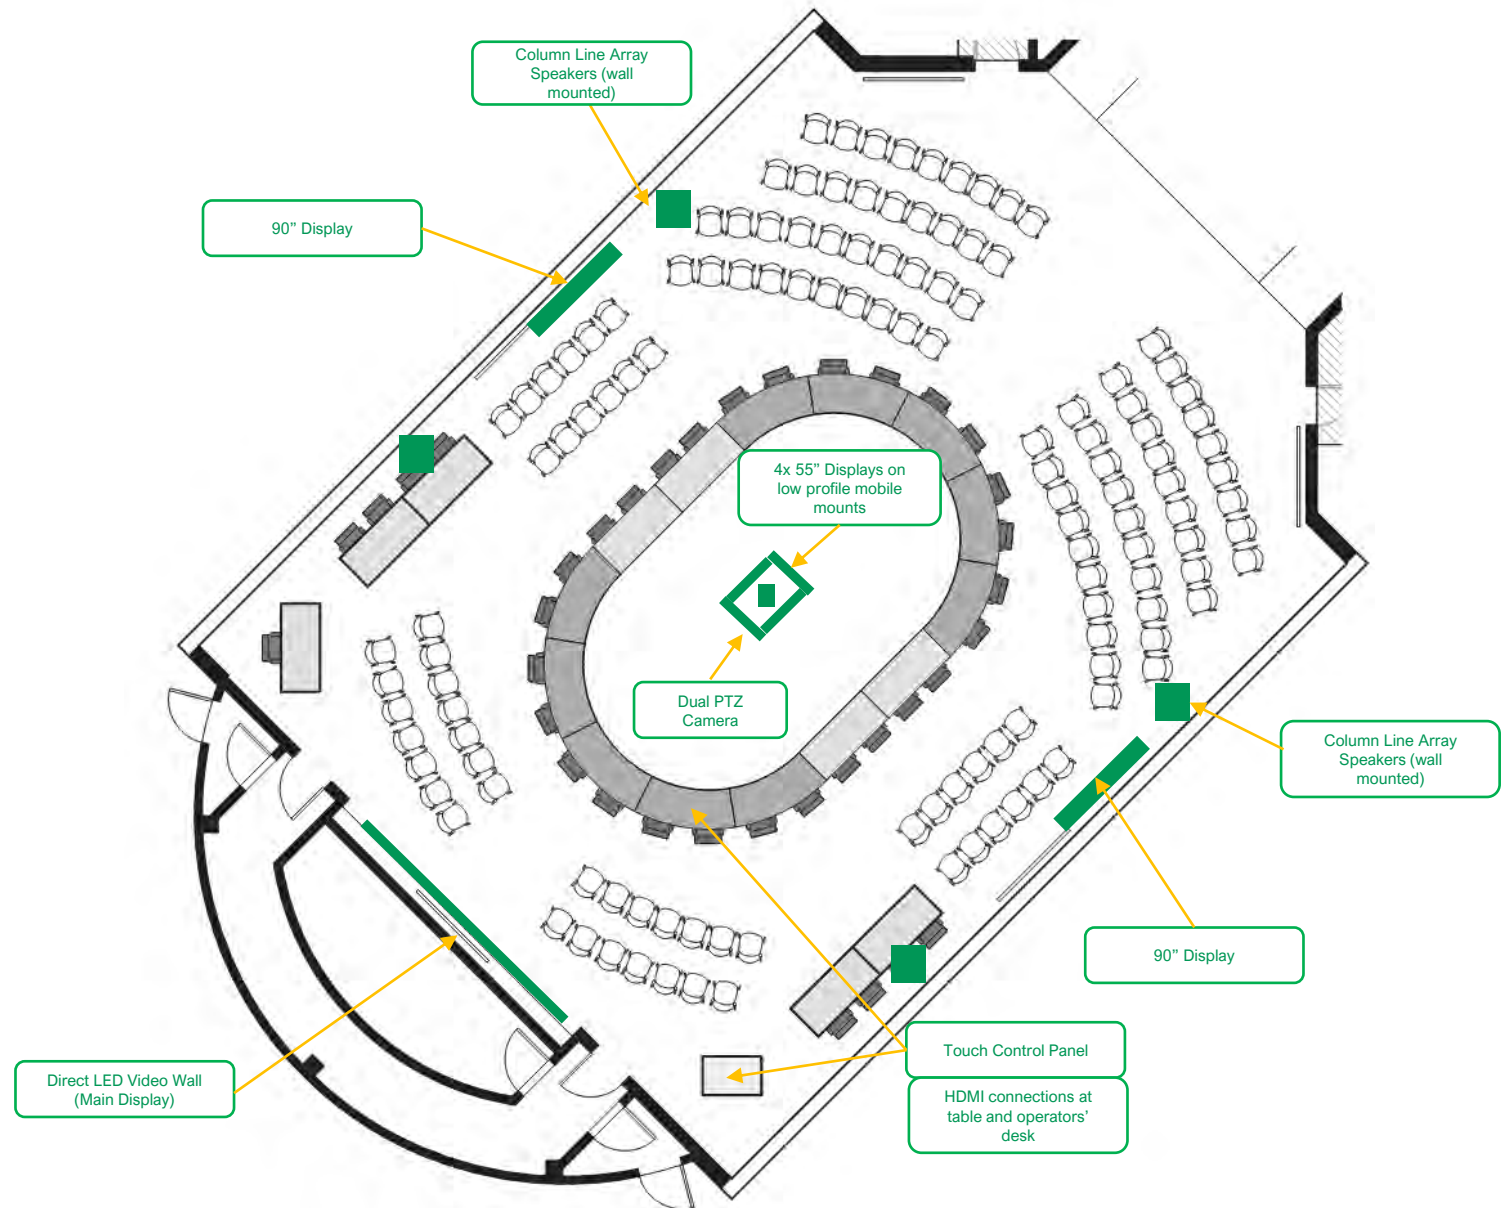 Column Line Array
Speakers (wall
mounted)
90” Display
4x 55” Displays on
low profile mobile
mounts
Dual PTZ
Camera
Column Line Array
Speakers (wall
mounted)
90” Display
Touch Control Panel
HDMI connections at
table and operators’
desk
Direct LED Video Wall
(Main Display)